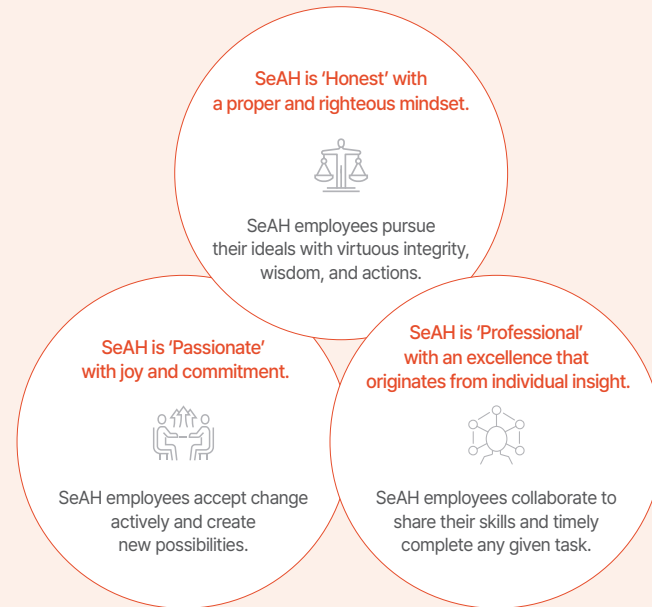 SeAH is ‘Honest’ with
a proper and righteous mindset.
SeAH employees pursue
their ideals with virtuous integrity,
wisdom, and actions.
SeAH is ‘Passionate’
with joy and commitment.
SeAH employees accept change
actively and create
new possibilities.
SeAH is ‘Professional’
with an excellence that
originates from individual insight.
SeAH employees collaborate to
share their skills and timely
complete any given task.